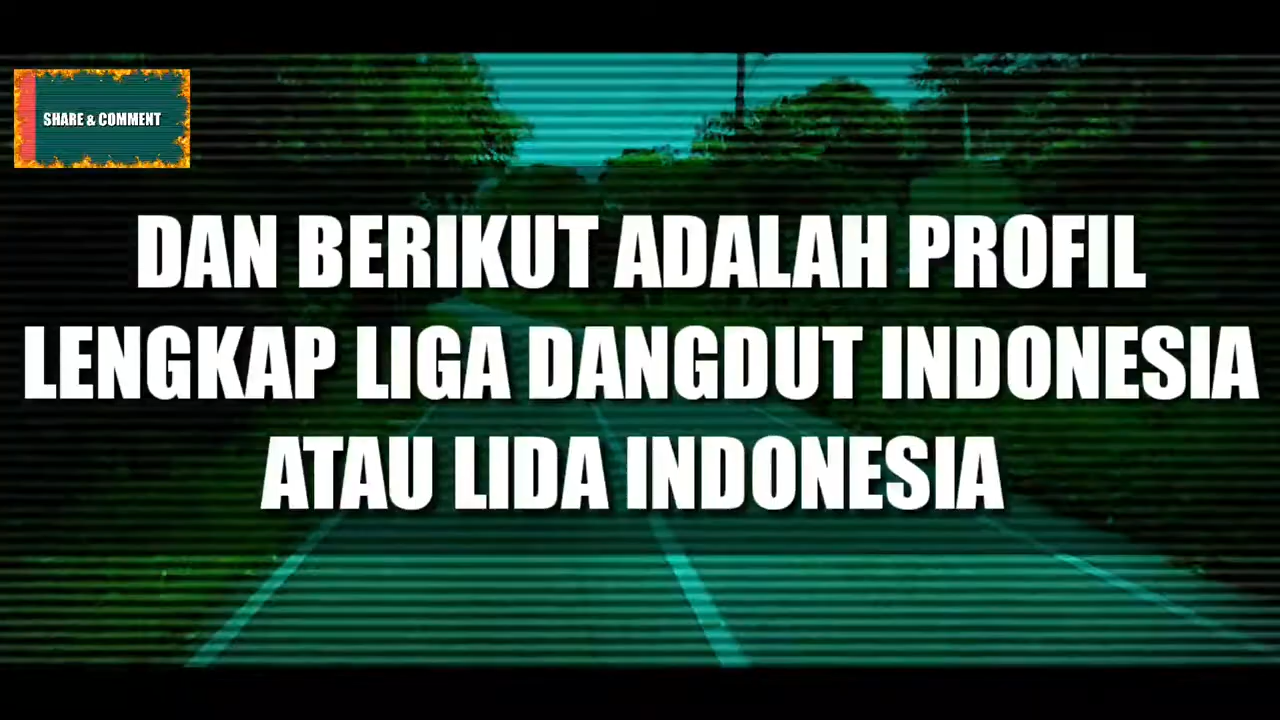 SHARE & COMMENT
DAN BERIKUT ADALAH PROFIL
LENGKAP LIGA DANGDUT INDONESIA
ATAU LIDA INDONESIA